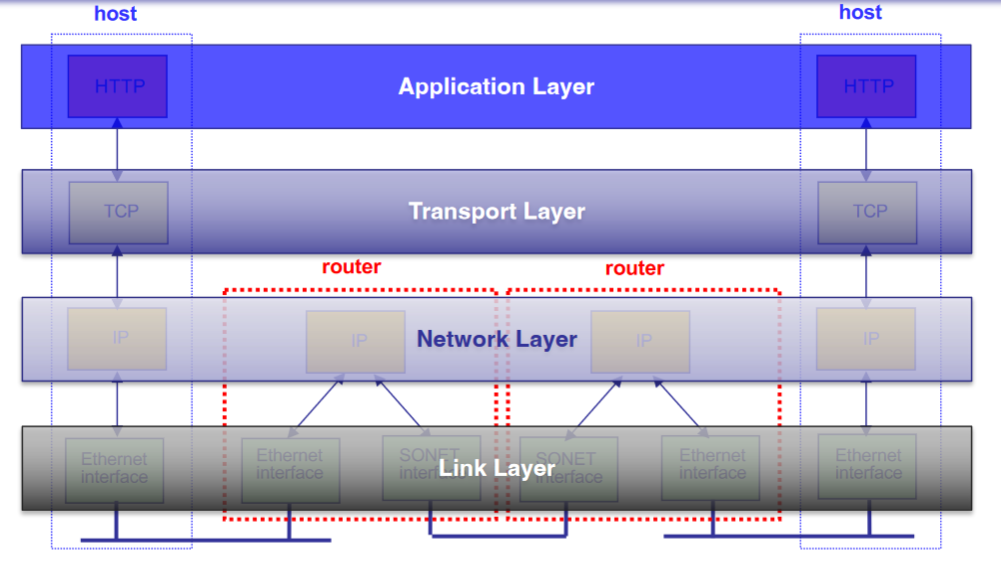 host
host
HTTP
Application Layer
HTTP
TCP
Transport Layer
TCP
router
router
IP
IP
Network Layer
IP
IP
Ethernet
interface
Ethernet
interface
SONET
interface
Link Layer
SONET
interface
Ethernet
interface
Ethernet
interface